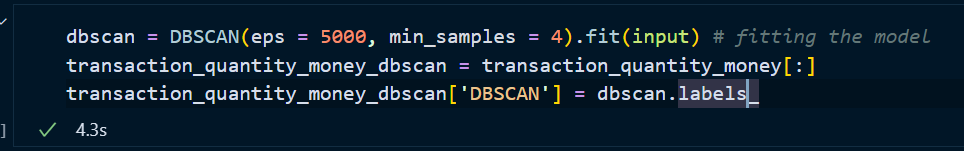 dbscan = DBSCAN(eps = 5000, min_samples = 4).fit(input) # fitting the model
transaction_quantity_money_dbscan = transaction_quantity_money[:]
transaction_quantity_money_dbscan['DBSCAN'] = dbscan.labels_
] ✓ 4.3s